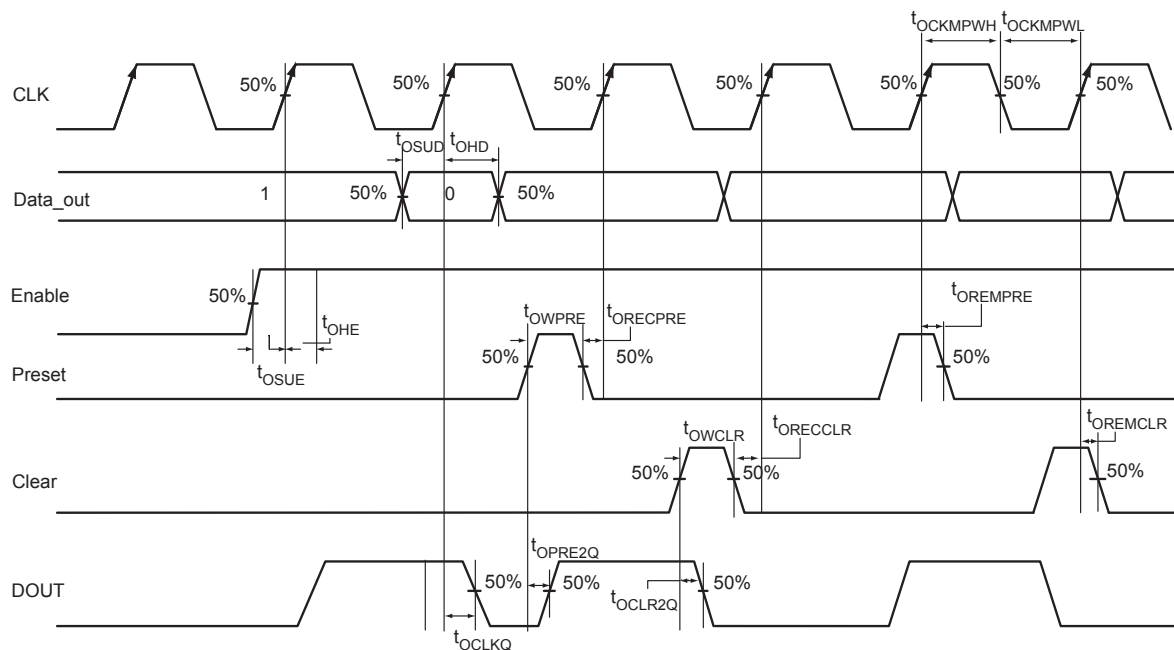 tOCKMPWH tOCKMPWL
CLK 50% 50% 50% 50% 50% 50% 50%
tOSUD tOHD
Data_out 1 50% 0 50%
Enable 50%
tOHE tOWPRE tORECPRE tOREMPRE
Preset 50% 50% 50%
tOSUE
tOWCLR tORECCLR tOREMCLR
Clear 50% 50% 50%
tOPRE2Q
DOUT 50% 50% tOCLR2Q 50%
tOCLKQ